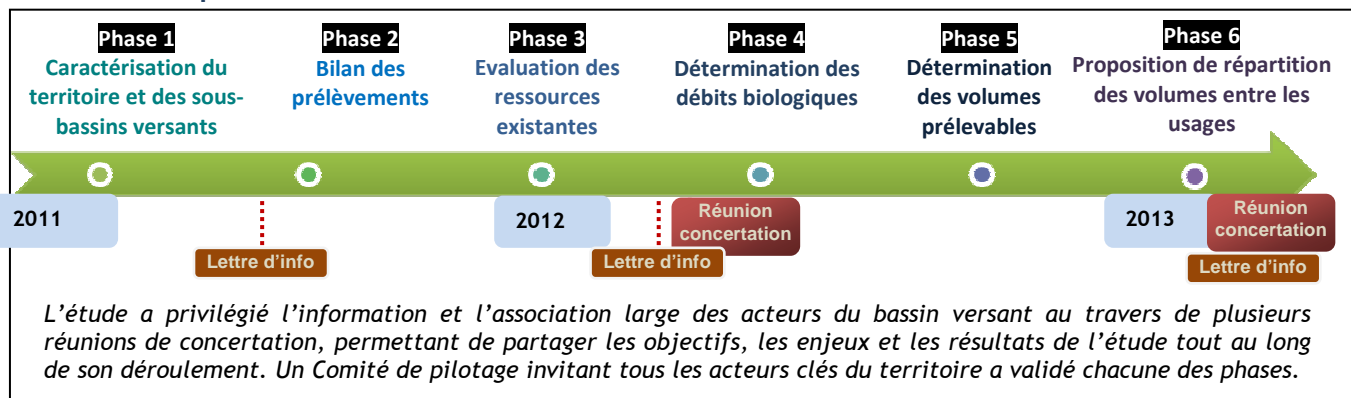 Phase 1
Caractérisation du
territoire et des sous-
bassins versants
Phase 2
Bilan des
prélèvements
Phase 3
Evaluation des
ressources
existantes
Phase 4
Détermination des
débits biologiques
Phase 5
Détermination
des volumes
prélevables
Phase 6
Proposition de répartition
des volumes entre les
usages
2011
Lettre d'info
2012
Lettre d'info
Réunion
concertation
2013
Réunion
concertation
Lettre d'info
L'étude a privilégié l'information et l'association large des acteurs du bassin versant au travers de plusieurs
réunions de concertation, permettant de partager les objectifs, les enjeux et les résultats de l'étude tout au long
de son déroulement. Un Comité de pilotage invitant tous les acteurs clés du territoire a validé chacune des phases.